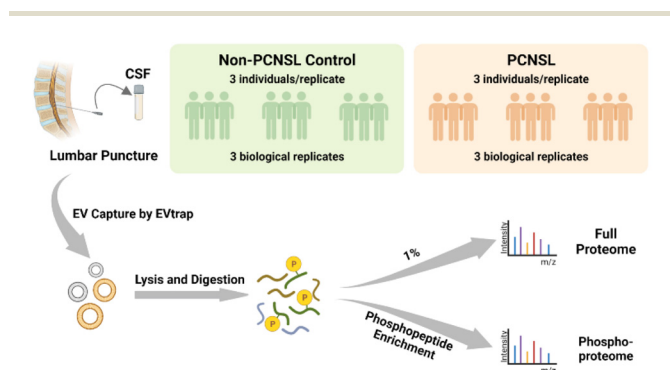 CSF
Lumbar Puncture
Non-PCNSL Control
3 individuals/replicate
3 biological replicates
PCNSL
3 individuals/replicate
3 biological replicates
EV Capture by EVtrap
Lysis and Digestion
P
P
P
1%
Phosphopeptide
Enrichment
Intensity
m/z
Full
Proteome
Intensity
m/z
Phospho-
proteome